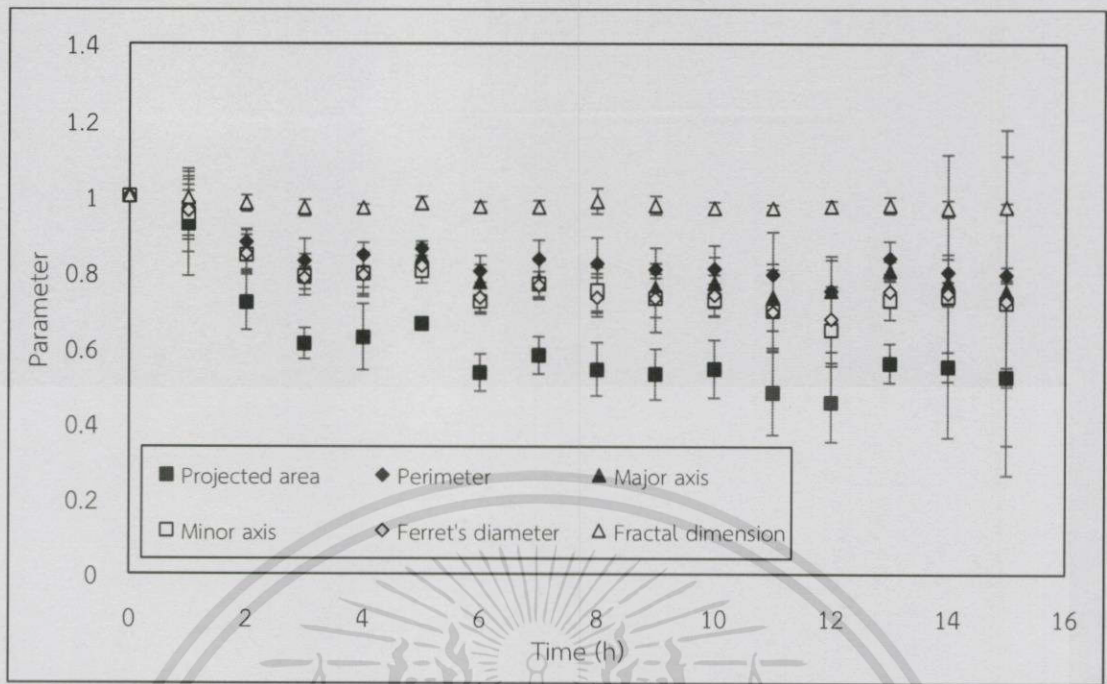 1.4
1.2
1
0.8
0.6
0.4
0.2
0
Parameter
Projected area Perimeter Major axis
Minor axis Ferret's diameter Fractal dimension
0 2 4 6 8 10 12 14 16
Time (h)